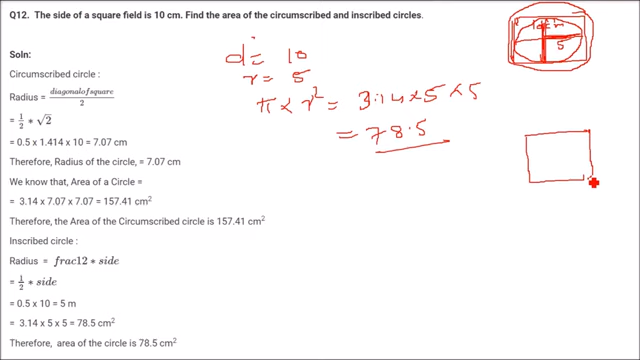 Q12. The side of a square field is 10 cm. Find the area of the circumscribed and inscribed circles.
Soln:
Circumscribed circle :
Radius = diagonalofsquare / 2
= 1/2 * √2
= 0.5 x 1.414 x 10 = 7.07 cm
Therefore, Radius of the circle = 7.07 cm
We know that, Area of a Circle =
= 3.14 x 7.07 x 7.07 = 157.41 cm²
Therefore, the Area of the Circumscribed circle is 157.41 cm²
Inscribed circle :
Radius = frac12 * side
= 1/2 * side
= 0.5 x 10 = 5 m
= 3.14 x 5 x 5 = 78.5 cm²
Therefore, area of the circle is 78.5 cm²
d = 10
r = 5
π x r² = 3.14 x 5 x 5
= 78.5
5